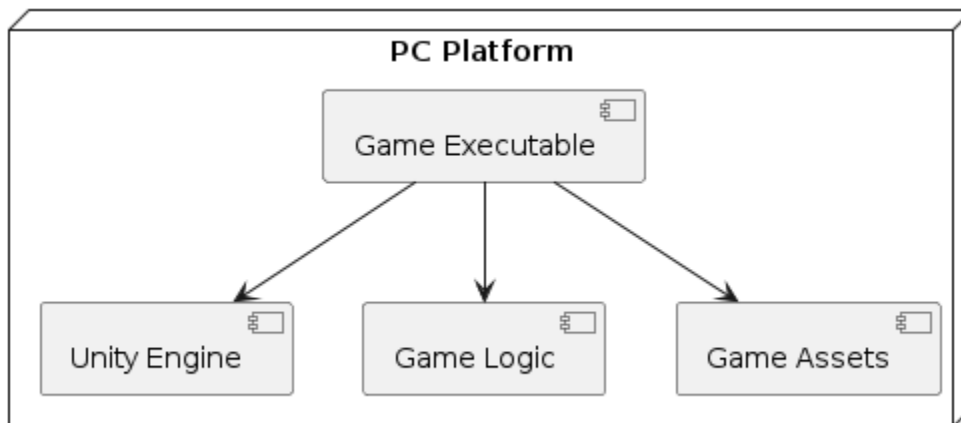 PC Platform
Game Executable
Unity Engine
Game Logic
Game Assets